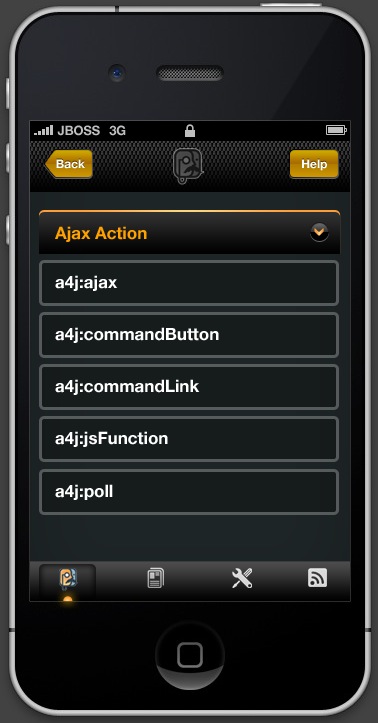 JBOSS 3G
Back
Help
Ajax Action
a4j:ajax
a4j:commandButton
a4j:commandLink
a4j:jsFunction
a4j:poll